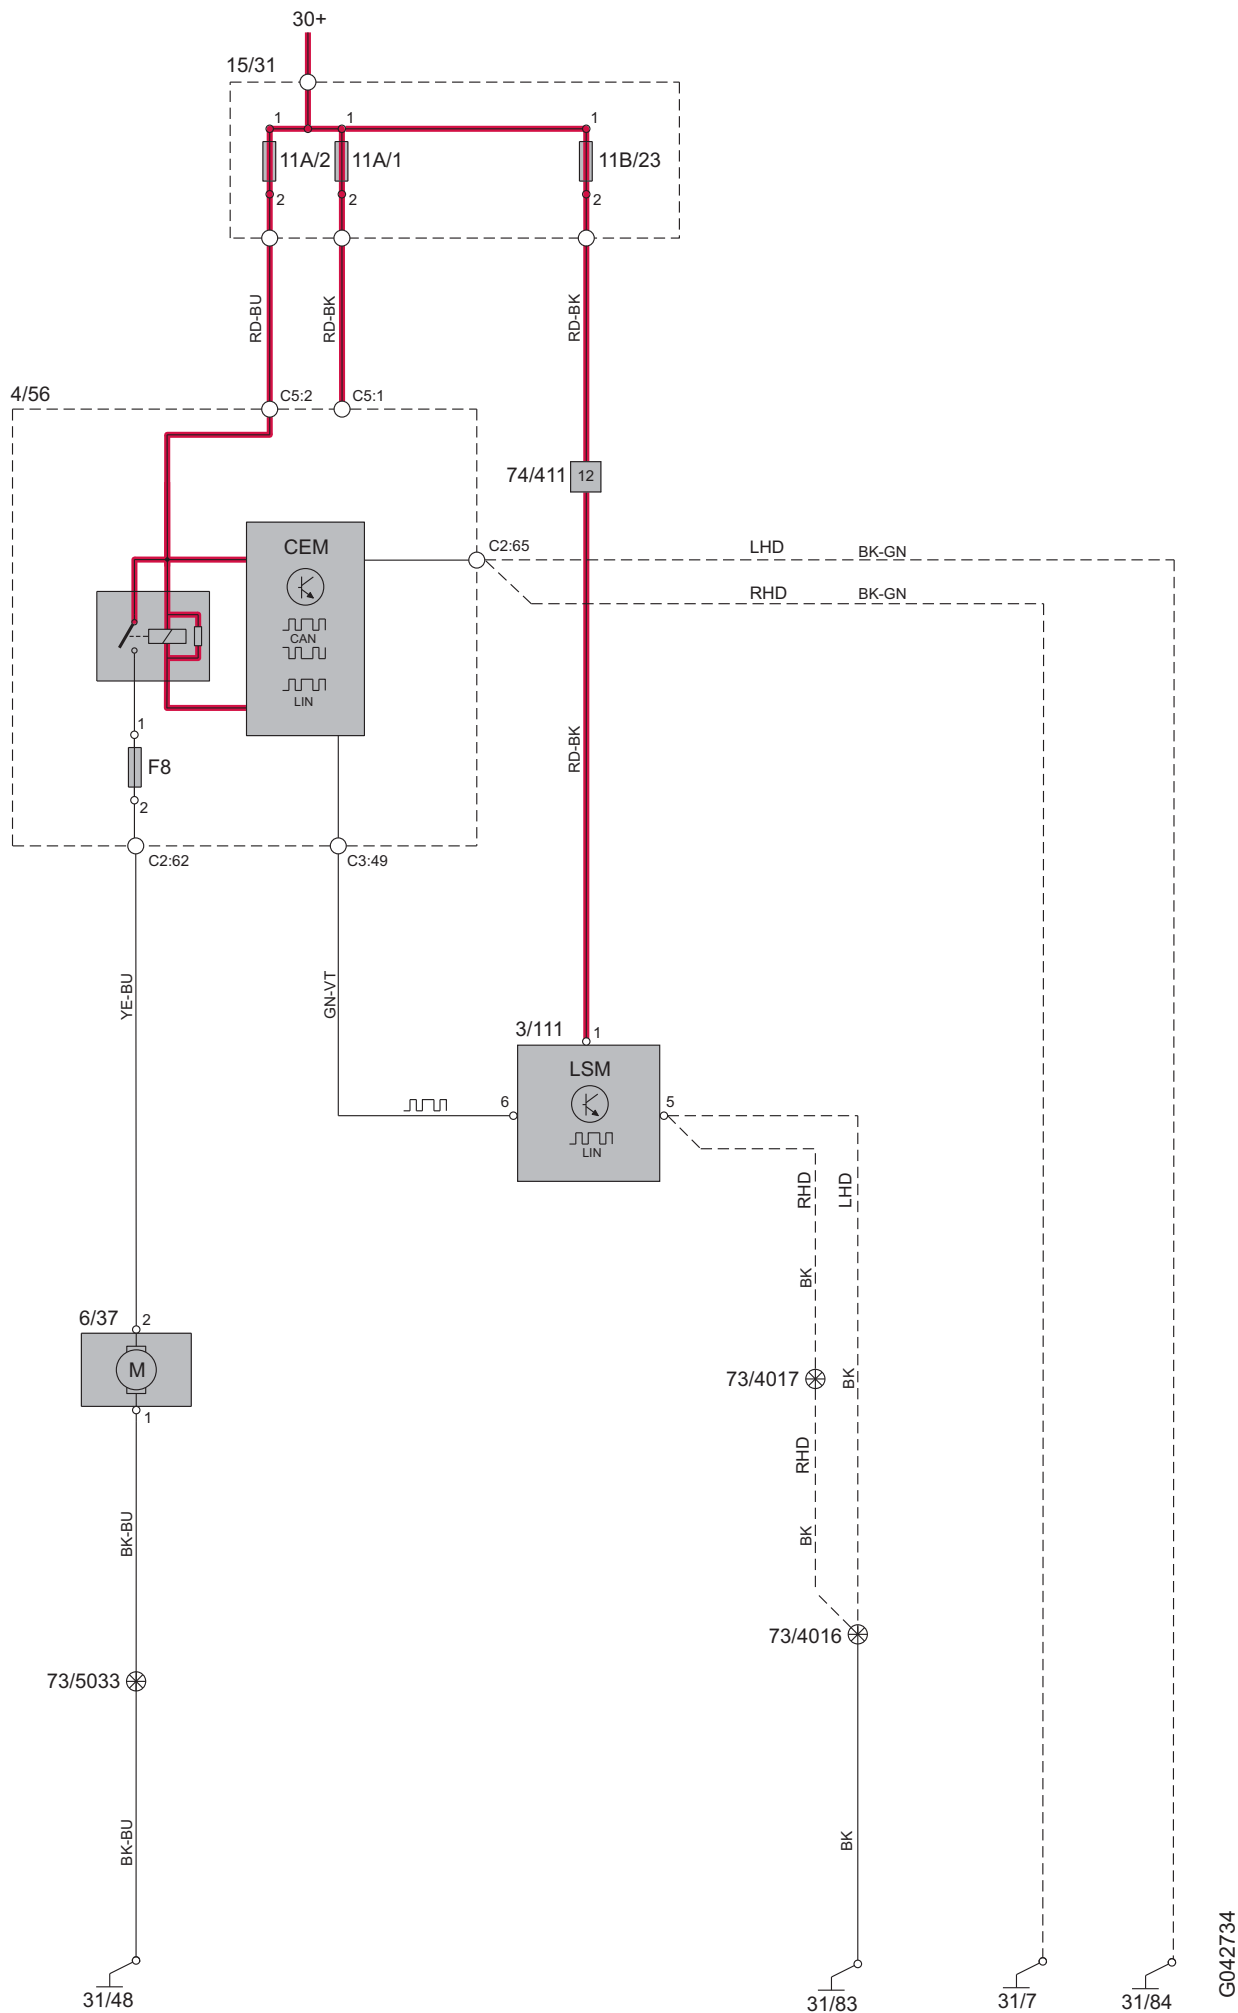 30+
15/31
1
1
1
11A/2
11A/1
11B/23
2
2
2
RD-BU
RD-BK
RD-BK
4/56
C5:2
C5:1
74/411
12
CEM
CAN
LIN
C2:65
LHD
BK-GN
RHD
BK-GN
1
F8
2
RD-BK
C2:62
C3:49
YE-BU
GN-VT
3/111
1
LSM
6
5
LIN
RHD
LHD
BK
6/37
2
M
1
73/4017
BK
RHD
BK
BK-BU
73/4016
73/5033
BK-BU
BK
31/48
31/83
31/7
31/84
G042734